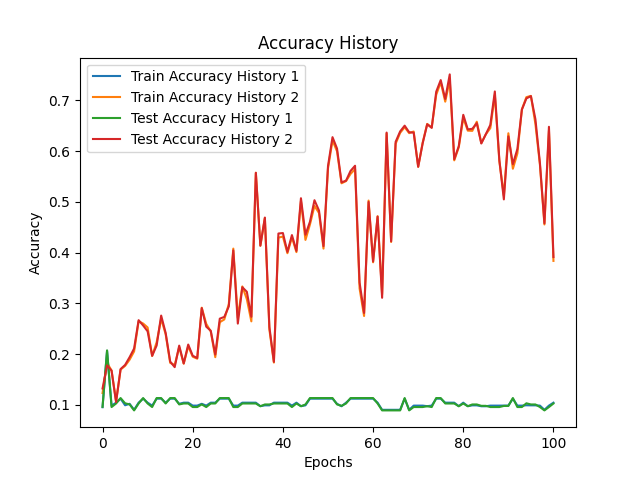 Accuracy History
Train Accuracy History 1
Train Accuracy History 2
Test Accuracy History 1
Test Accuracy History 2
Accuracy
0.7
0.6
0.5
0.4
0.3
0.2
0.1
0 20 40 60 80 100
Epochs